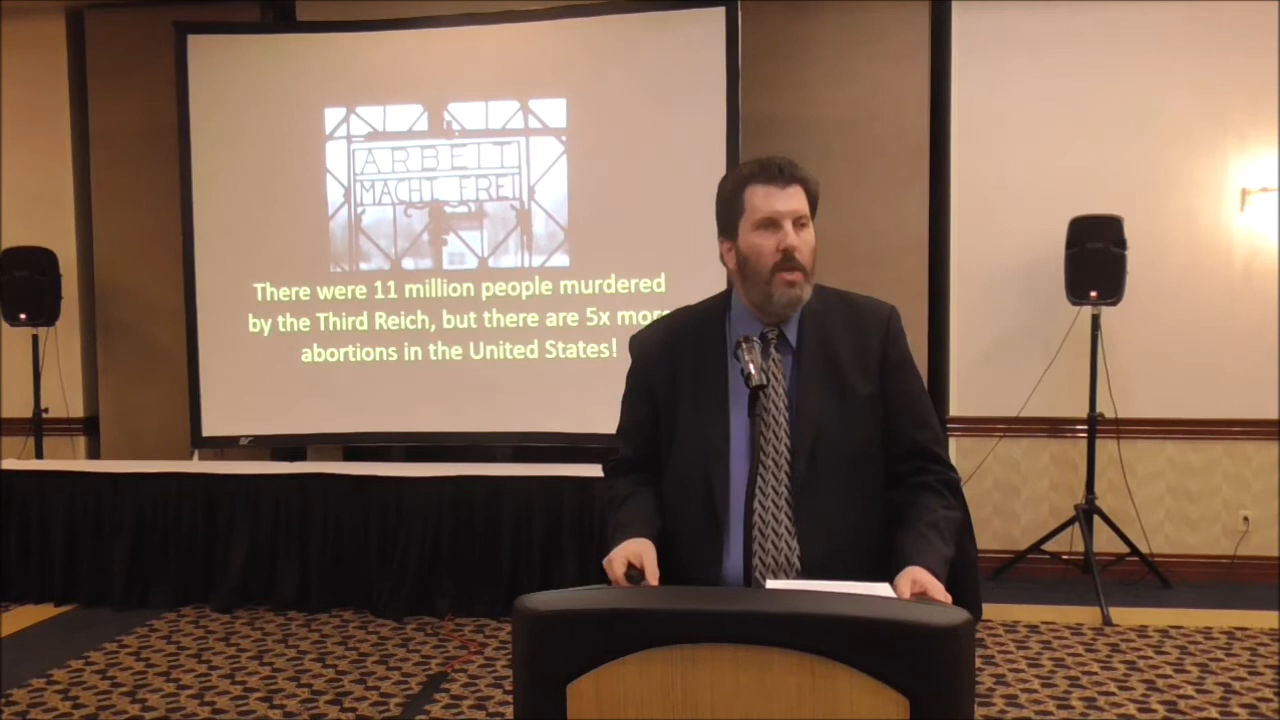 ARBEIT
MACHT FREI
There were 11 million people murdered
by the Third Reich, but there are 5x more
abortions in the United States!